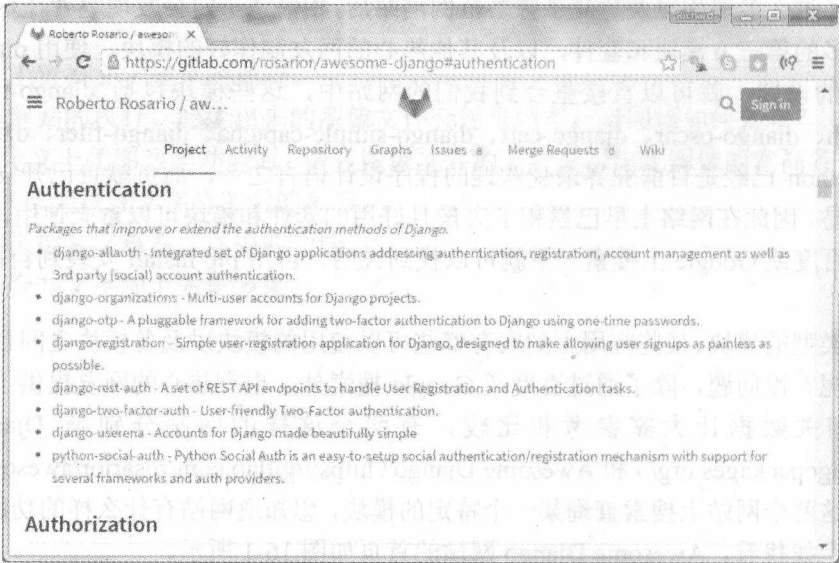 Roberto Rosario / awesom
https://gitlab.com/rosarior/awesome-django#authentication
Roberto Rosario / aw...
Sign in
Project Activity Repository Graphs Issues 8 Merge Requests 0 Wiki
Authentication
Packages that improve or extend the authentication methods of Django.
• django-allauth - Integrated set of Django applications addressing authentication, registration, account management as well as
3rd party (social) account authentication.
• django-organizations - Multi-user accounts for Django projects.
• django-otp - A pluggable framework for adding two-factor authentication to Django using one-time passwords.
• django-registration - Simple user-registration application for Django, designed to make allowing user signups as painless as
possible.
• django-rest-auth - A set of REST API endpoints to handle User Registration and Authentication tasks.
• django-two-factor-auth - User-friendly Two-Factor authentication.
• django-userena - Accounts for Django made beautifully simple
• python-social-auth - Python Social Auth is an easy-to-setup social authentication/registration mechanism with support for
several frameworks and auth providers.
Authorization